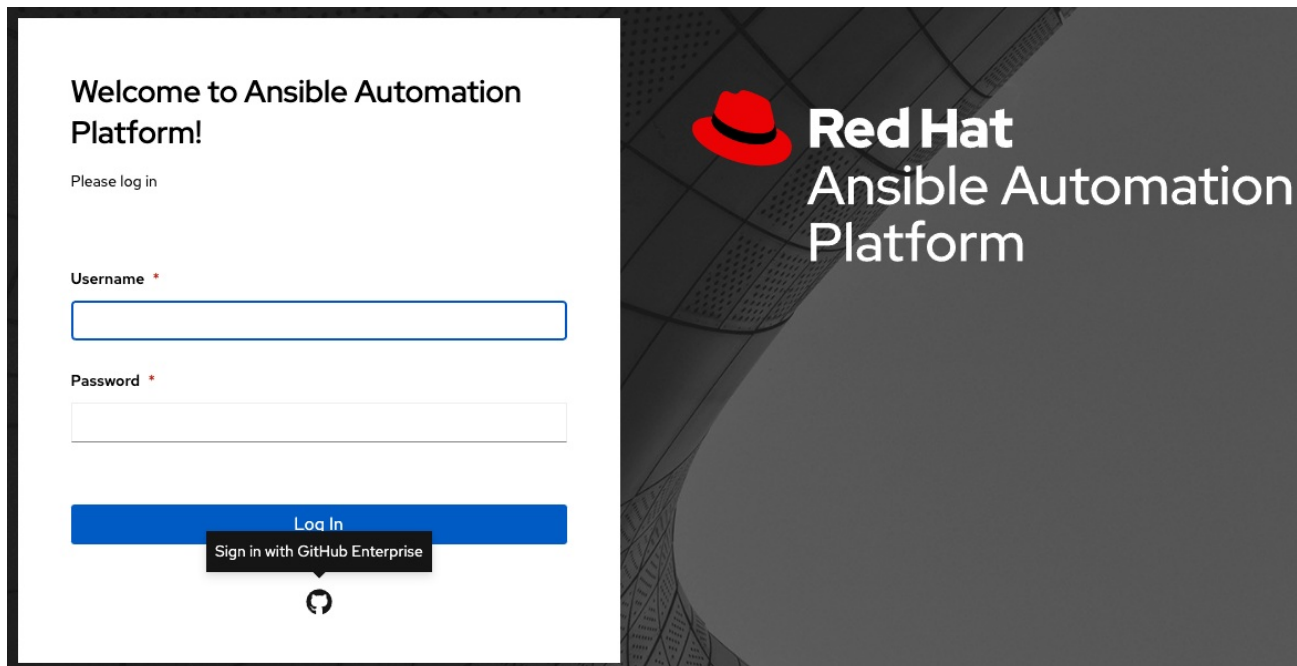 Welcome to Ansible Automation
Platform!
Please log in
Username *
Password *
Log In
Sign in with GitHub Enterprise
Red Hat
Ansible Automation
Platform